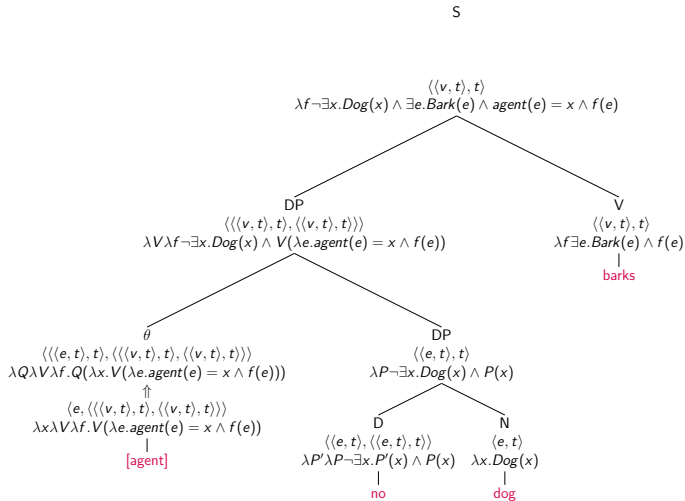 S
⟨⟨v, t⟩, t⟩
λf¬∃x.Dog(x) ∧ ∃e.Bark(e) ∧ agent(e) = x ∧ f(e)
DP
⟨⟨⟨v, t⟩, t⟩, ⟨⟨v, t⟩, t⟩⟩⟩
λVλf¬∃x.Dog(x) ∧ V(λe.agent(e) = x ∧ f(e))
V
⟨⟨v, t⟩, t⟩
λf∃e.Bark(e) ∧ f(e)
barks
θ
⟨⟨⟨e, t⟩, t⟩, ⟨⟨⟨v, t⟩, t⟩, ⟨⟨v, t⟩, t⟩⟩⟩
λQλVλf.Q(λx.V(λe.agent(e) = x ∧ f(e)))
⇑
⟨e, ⟨⟨⟨v, t⟩, t⟩, ⟨⟨v, t⟩, t⟩⟩⟩
λxλVλf.V(λe.agent(e) = x ∧ f(e))
[agent]
DP
⟨⟨e, t⟩, t⟩
λP¬∃x.Dog(x) ∧ P(x)
D
⟨⟨e, t⟩, ⟨⟨e, t⟩, t⟩⟩
λP′λP¬∃x.P′(x) ∧ P(x)
no
N
⟨e, t⟩
λx.Dog(x)
dog